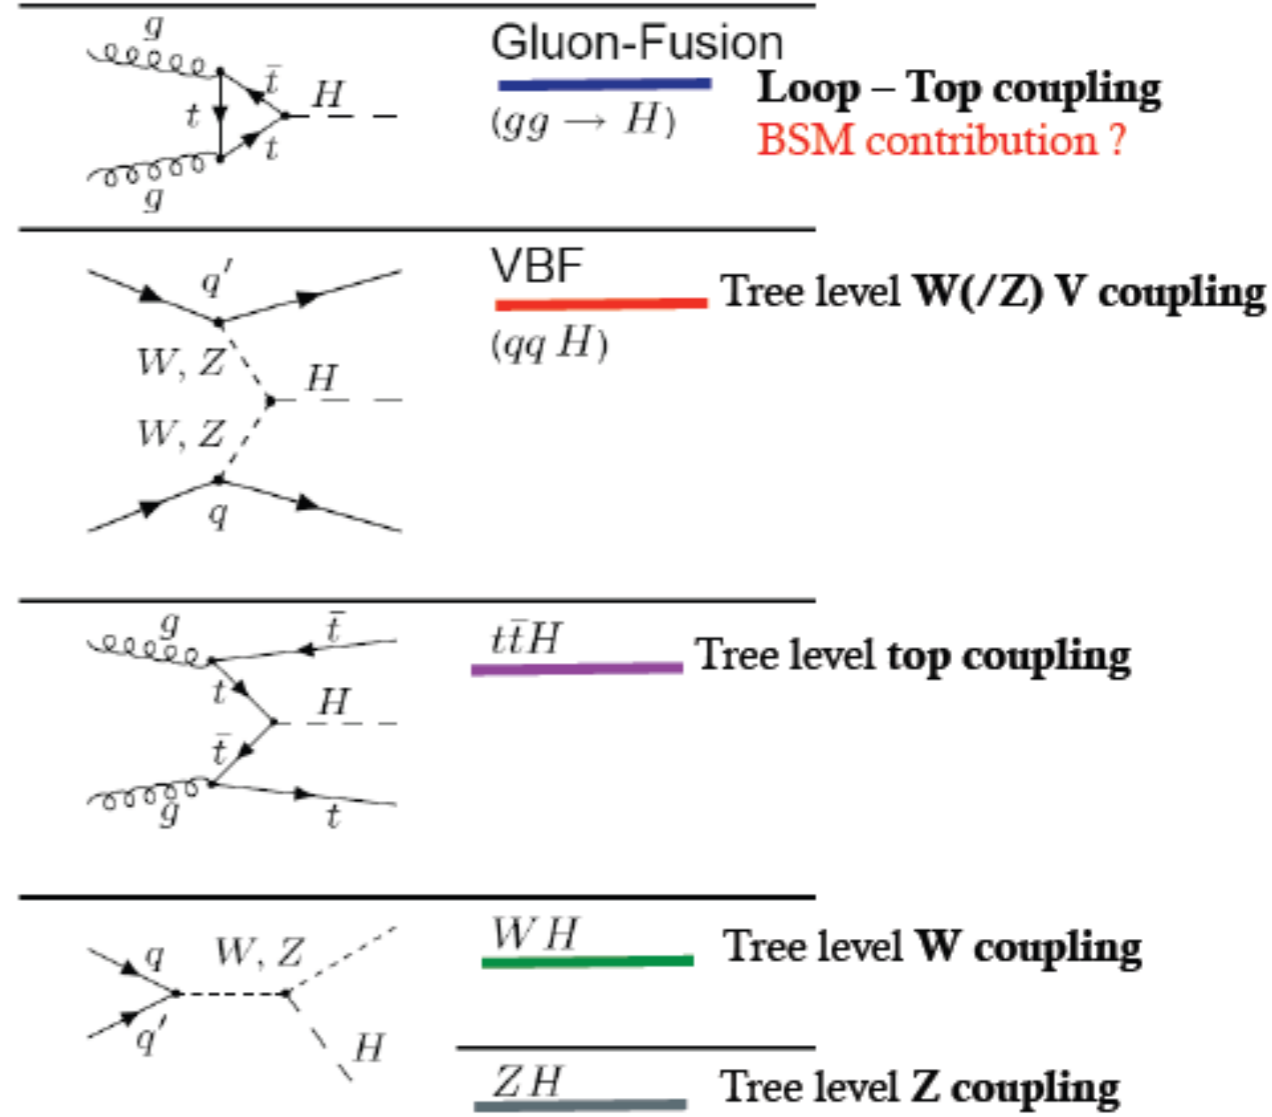 g
Gluon-Fusion
t̄
H
t
t
(gg → H)
g
Loop – Top coupling
BSM contribution ?
q′
VBF
Tree level W(/Z) V coupling
(qq H)
W, Z
H
W, Z
q
g
t̄
tt̄H
Tree level top coupling
t
H
t̄
g
t
q
W, Z
WH
Tree level W coupling
q′
H
ZH
Tree level Z coupling